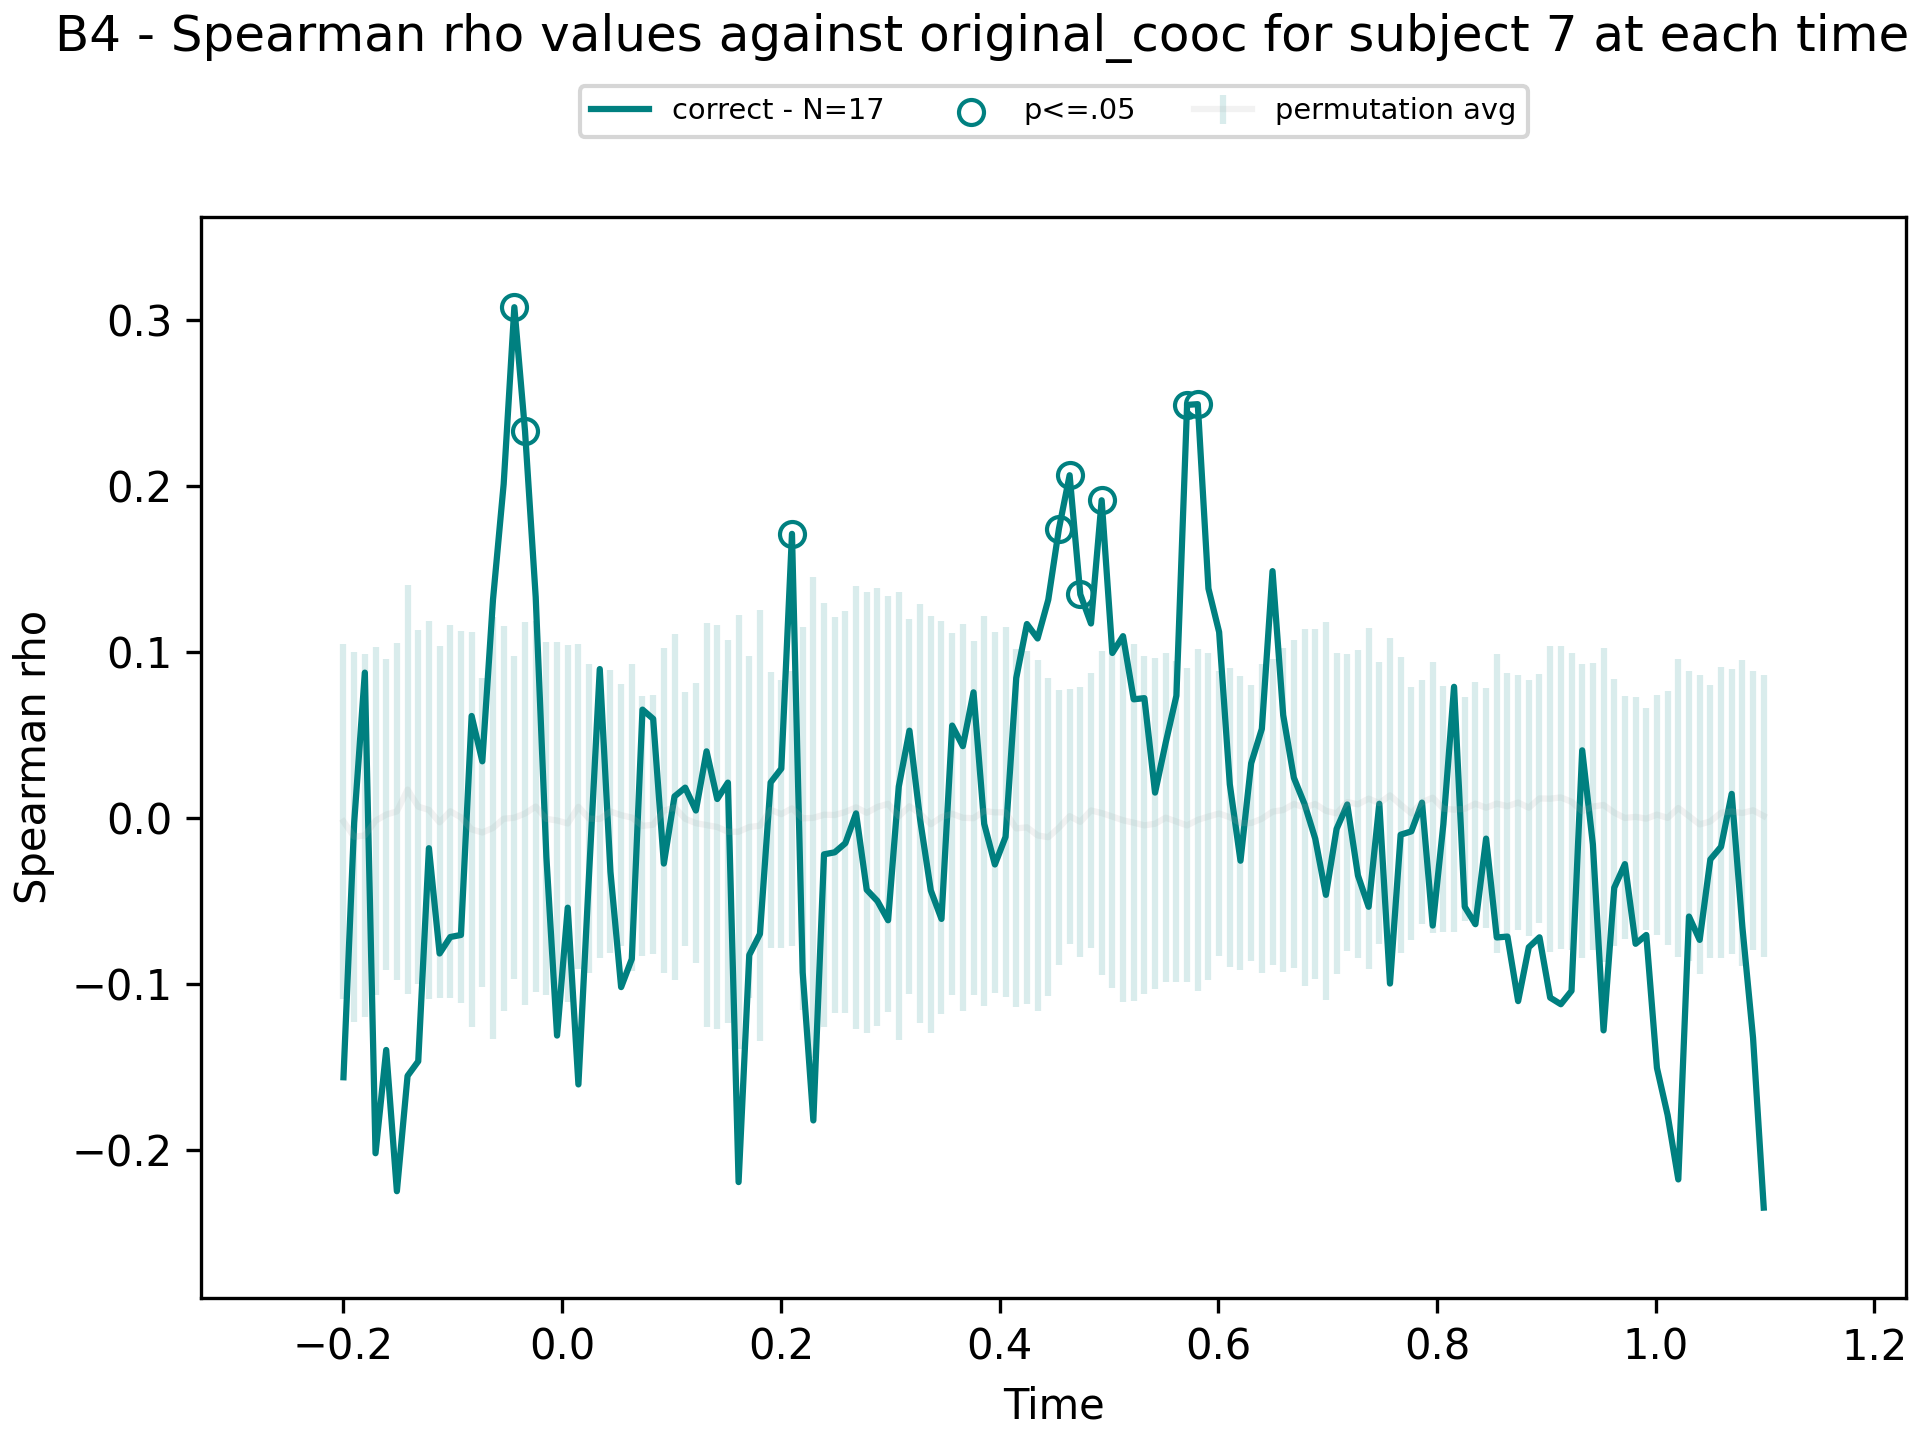 B4 - Spearman rho values against original_cooc for subject 7 at each time
correct - N=17 p<=.05 permutation avg
Spearman rho
0.3
0.2
0.1
0.0
−0.1
−0.2
−0.2 0.0 0.2 0.4 0.6 0.8 1.0 1.2
Time